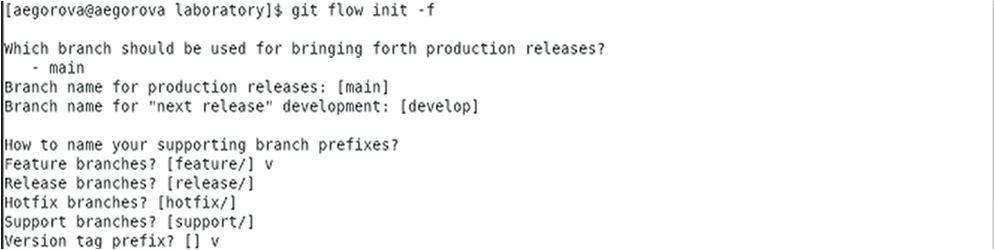 [aegorova@aegorova laboratory]$ git flow init -f
Which branch should be used for bringing forth production releases?
- main
Branch name for production releases: [main]
Branch name for "next release" development: [develop]
How to name your supporting branch prefixes?
Feature branches? [feature/] v
Release branches? [release/]
Hotfix branches? [hotfix/]
Support branches? [support/]
Version tag prefix? [] v